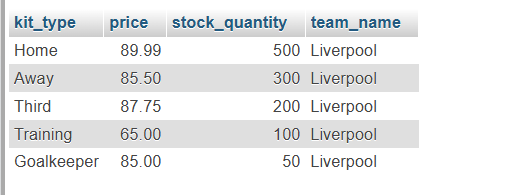 kit_type price stock_quantity team_name
Home 89.99 500 Liverpool
Away 85.50 300 Liverpool
Third 87.75 200 Liverpool
Training 65.00 100 Liverpool
Goalkeeper 85.00 50 Liverpool